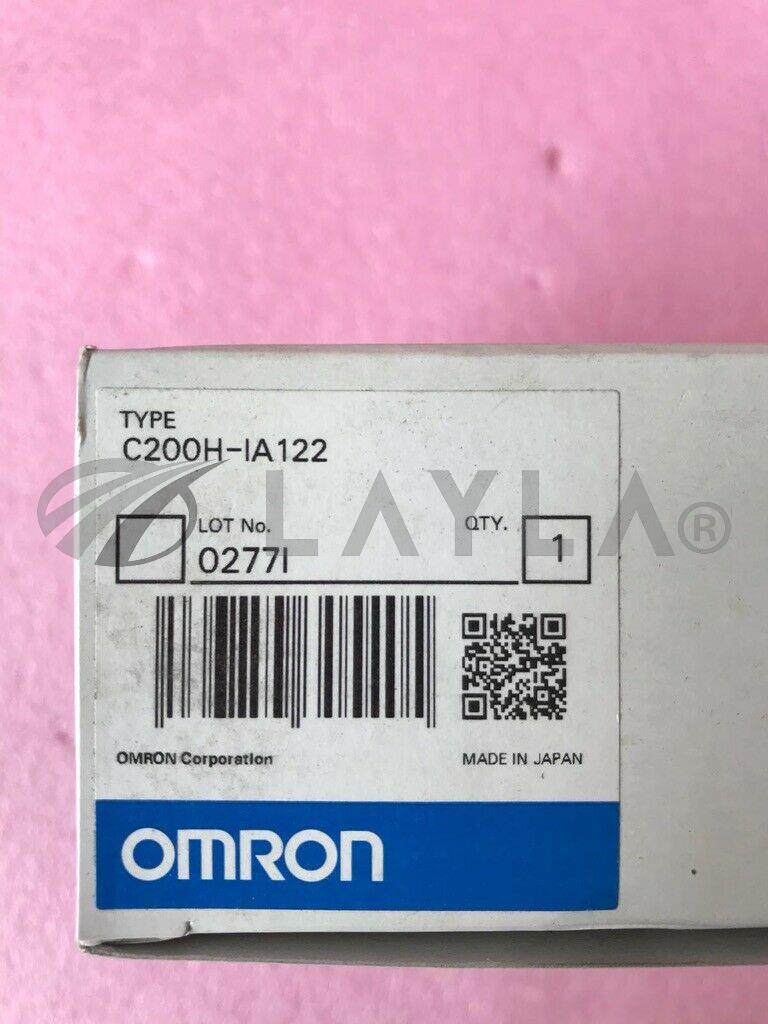 TYPE
C200H-IA122
LAYLA®
LOT No. QTY.
0277I 1
OMRON Corporation MADE IN JAPAN
OMRON